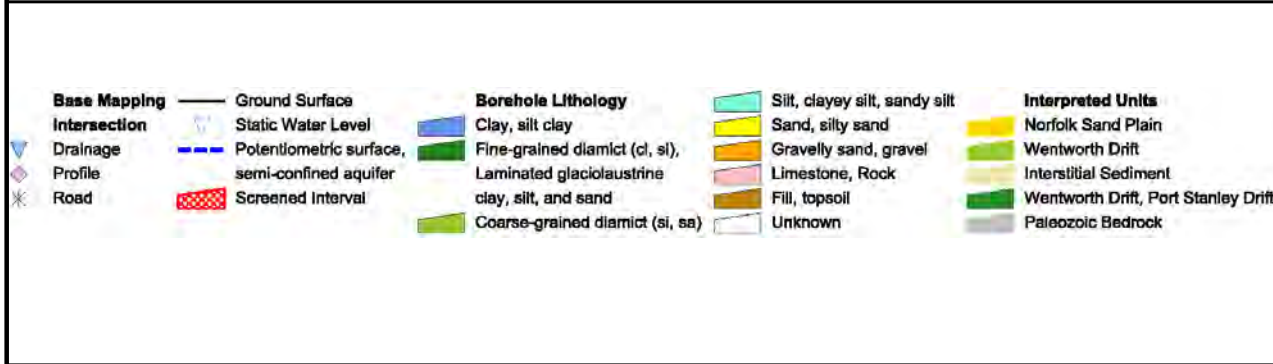 Base Mapping
Intersection
Drainage
Profile
Road
Ground Surface
Static Water Level
Potentiometric surface,
semi-confined aquifer
Screened Interval
Borehole Lithology
Clay, silt clay
Fine-grained diamict (cl, si),
Laminated glaciolaustrine
clay, silt, and sand
Coarse-grained diamict (si, sa)
Silt, clayey silt, sandy silt
Sand, silty sand
Gravelly sand, gravel
Limestone, Rock
Fill, topsoil
Unknown
Interpreted Units
Norfolk Sand Plain
Wentworth Drift
Interstitial Sediment
Wentworth Drift, Port Stanley Drift
Paleozoic Bedrock